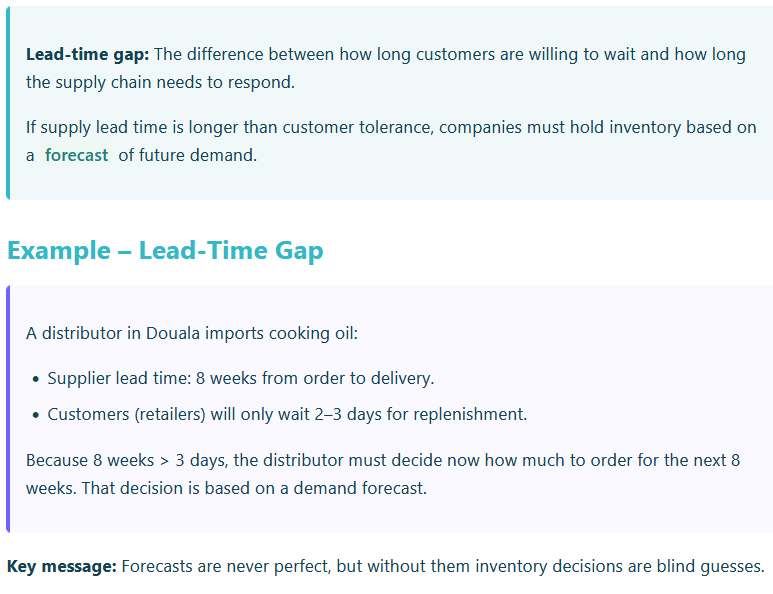 Lead-time gap: The difference between how long customers are willing to wait and how long
the supply chain needs to respond.
If supply lead time is longer than customer tolerance, companies must hold inventory based on
a forecast of future demand.
Example – Lead-Time Gap
A distributor in Douala imports cooking oil:
• Supplier lead time: 8 weeks from order to delivery.
• Customers (retailers) will only wait 2–3 days for replenishment.
Because 8 weeks > 3 days, the distributor must decide now how much to order for the next 8
weeks. That decision is based on a demand forecast.
Key message: Forecasts are never perfect, but without them inventory decisions are blind guesses.